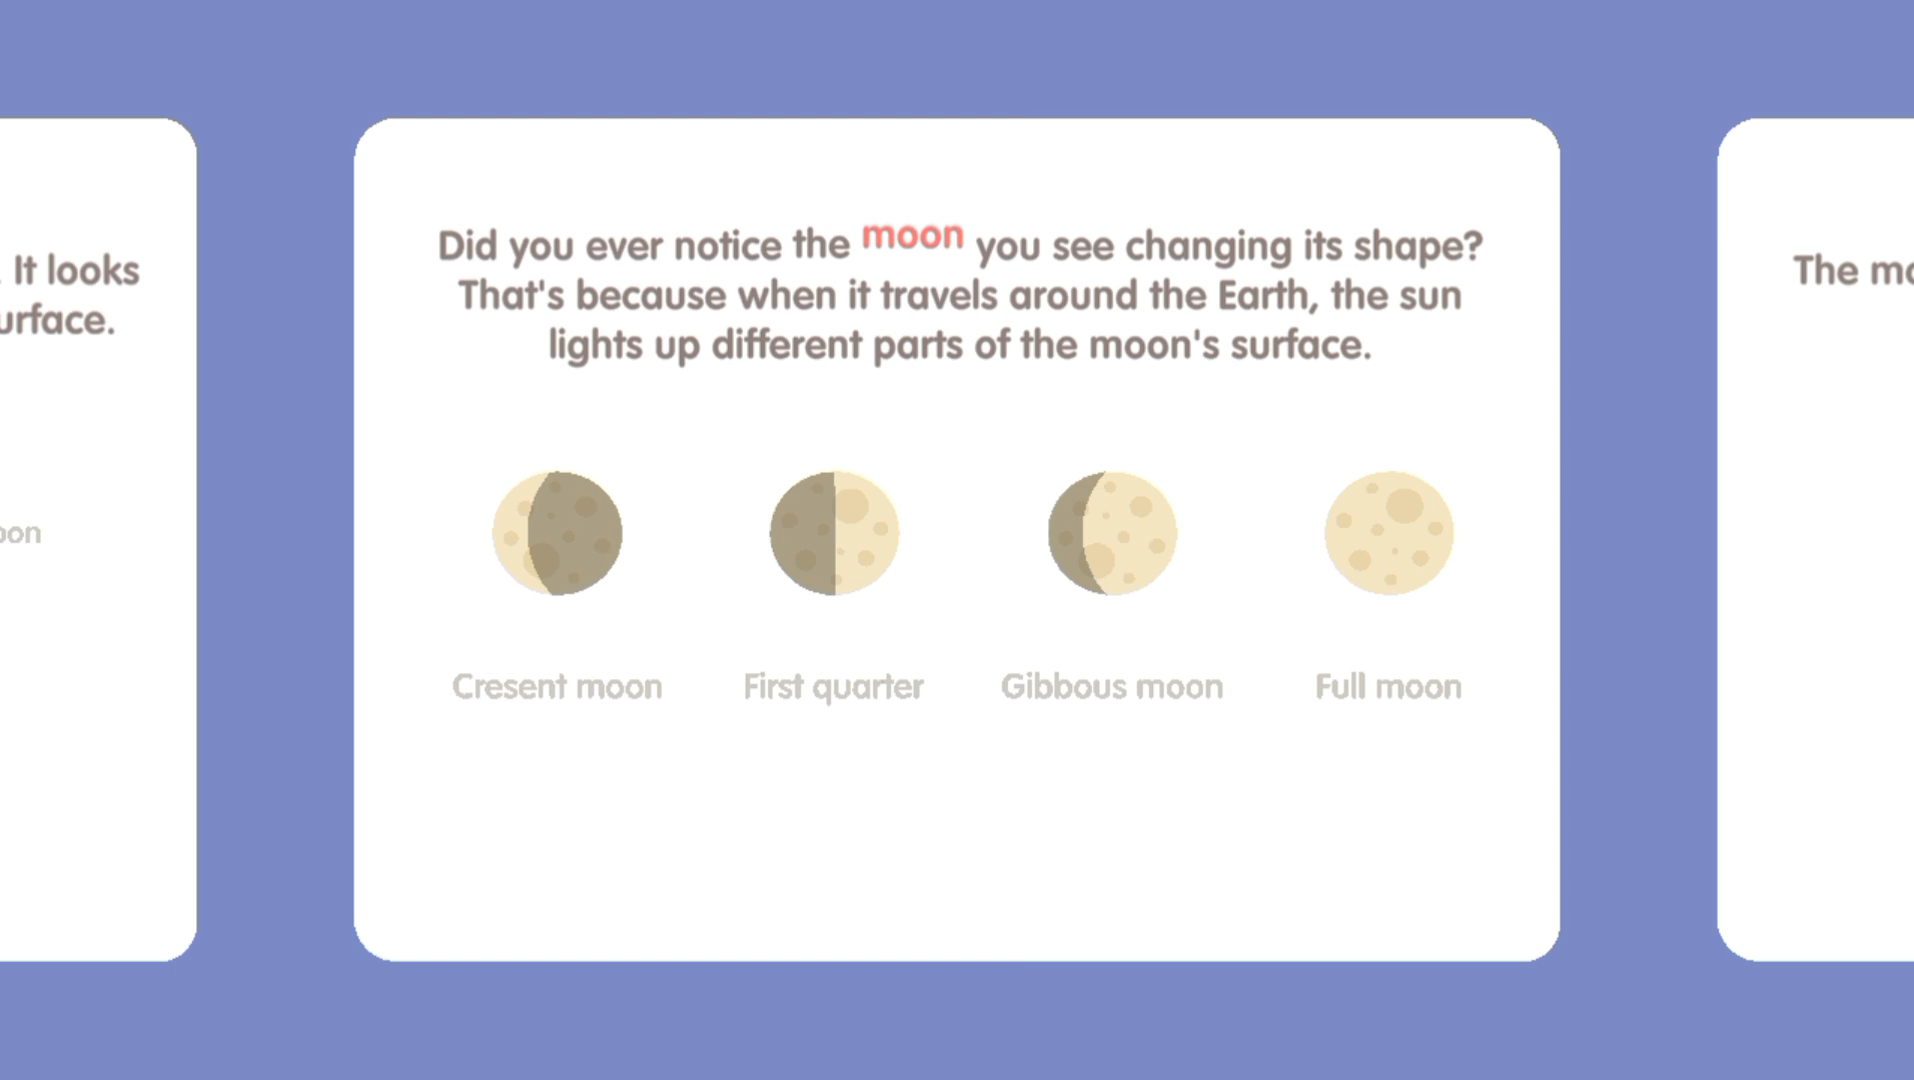 It looks
urface.
oon
Did you ever notice the moon you see changing its shape?
That's because when it travels around the Earth, the sun
lights up different parts of the moon's surface.
Cresent moon
First quarter
Gibbous moon
Full moon
The mo